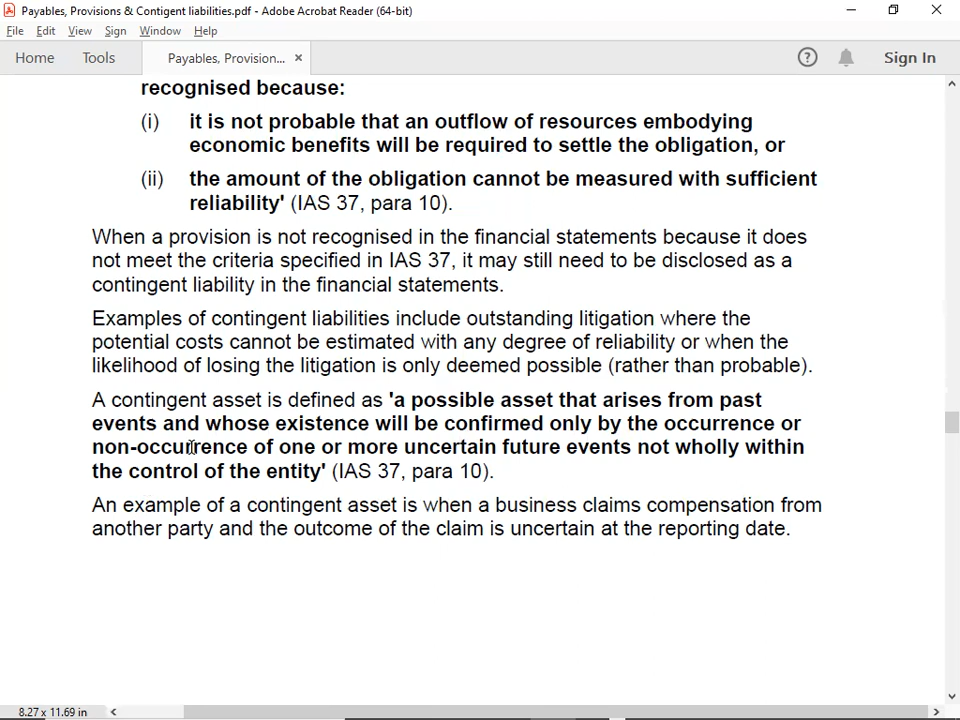 Payables, Provisions & Contigent liabilities.pdf - Adobe Acrobat Reader (64-bit)
File Edit View Sign Window Help
Home Tools Payables, Provision... × Sign In
recognised because:
(i) it is not probable that an outflow of resources embodying
economic benefits will be required to settle the obligation, or
(ii) the amount of the obligation cannot be measured with sufficient
reliability' (IAS 37, para 10).
When a provision is not recognised in the financial statements because it does
not meet the criteria specified in IAS 37, it may still need to be disclosed as a
contingent liability in the financial statements.
Examples of contingent liabilities include outstanding litigation where the
potential costs cannot be estimated with any degree of reliability or when the
likelihood of losing the litigation is only deemed possible (rather than probable).
A contingent asset is defined as 'a possible asset that arises from past
events and whose existence will be confirmed only by the occurrence or
non-occurrence of one or more uncertain future events not wholly within
the control of the entity' (IAS 37, para 10).
An example of a contingent asset is when a business claims compensation from
another party and the outcome of the claim is uncertain at the reporting date.
8.27 x 11.69 in